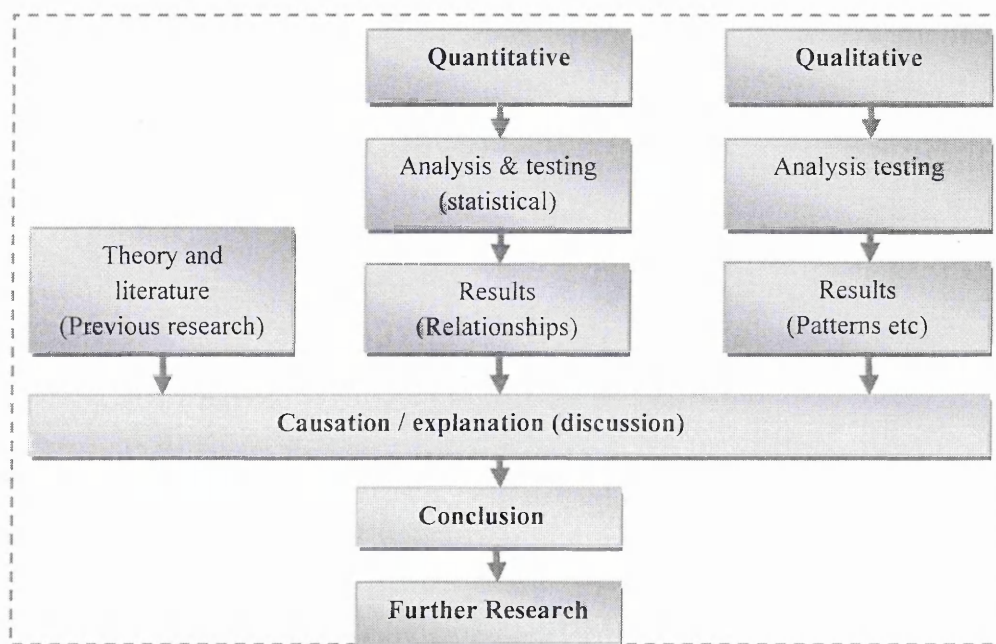 Quantitative
Qualitative
Analysis & testing
(statistical)
Analysis testing
Theory and
literature
(Previous research)
Results
(Relationships)
Results
(Patterns etc)
Causation / explanation (discussion)
Conclusion
Further Research